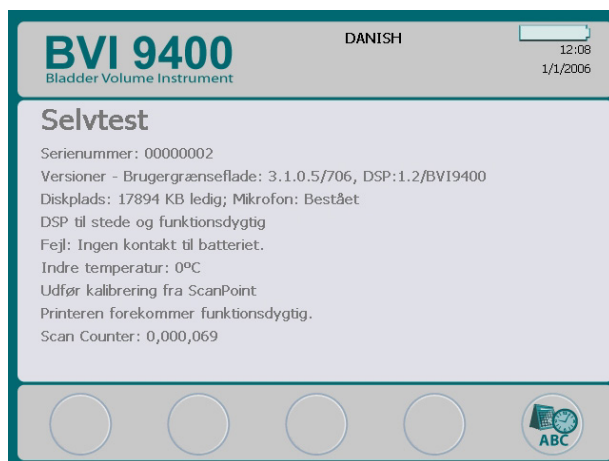 BVI 9400
Bladder Volume Instrument
DANISH
12:08
1/1/2006
Selvtest
Serienummer: 00000002
Versioner - Brugergrænseflade: 3.1.0.5/706, DSP:1.2/BVI9400
Diskplads: 17894 KB ledig; Mikrofon: Bestået
DSP til stede og funktionsdygtig
Fejl: Ingen kontakt til batteriet.
Indre temperatur: 0ºC
Udfør kalibrering fra ScanPoint
Printeren forekommer funktionsdygtig.
Scan Counter: 0,000,069
ABC